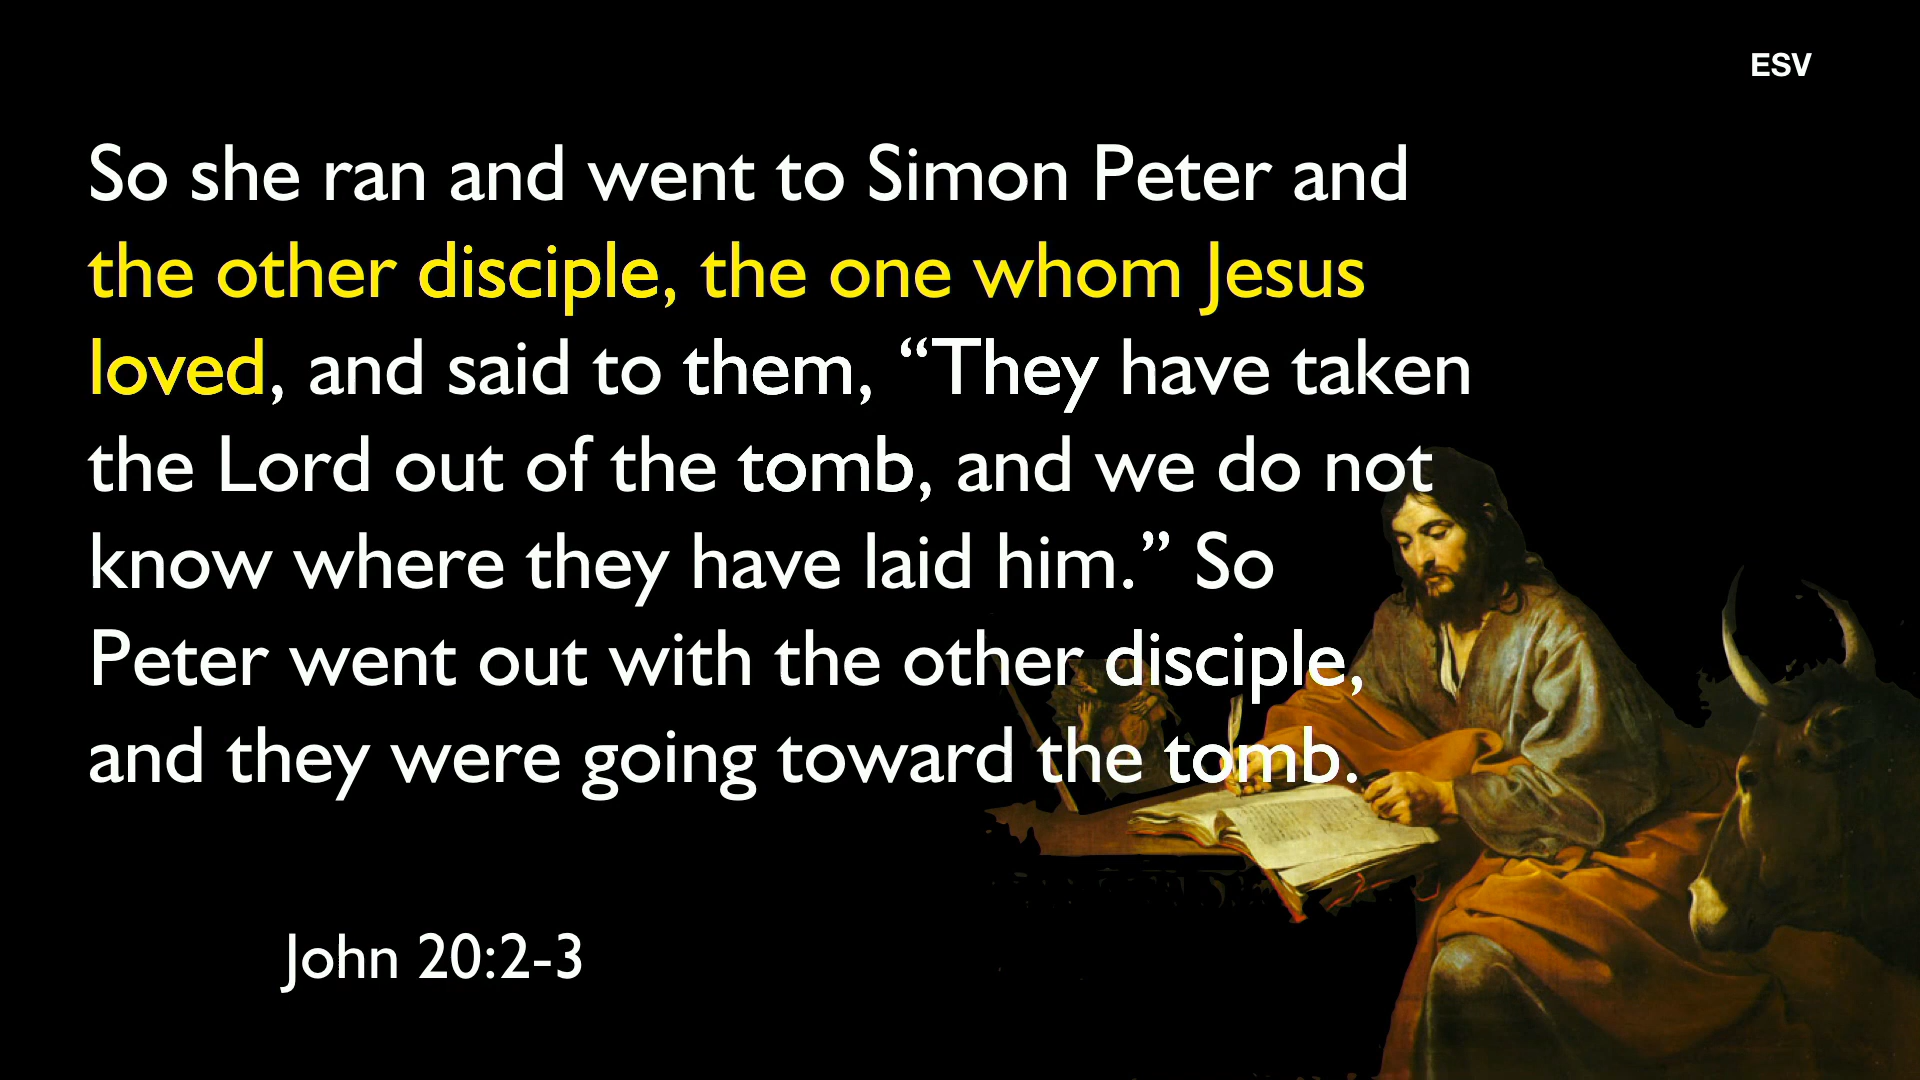 ESV
So she ran and went to Simon Peter and
the other disciple, the one whom Jesus
loved, and said to them, “They have taken
the Lord out of the tomb, and we do not
know where they have laid him.” So
Peter went out with the other disciple,
and they were going toward the tomb.
John 20:2-3